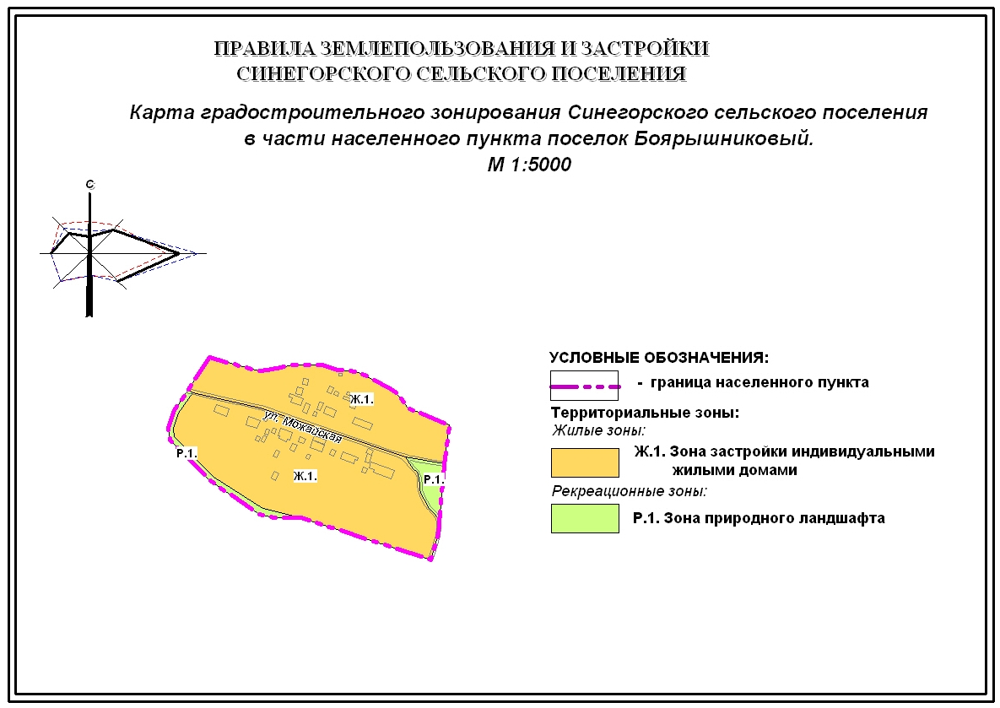 ПРАВИЛА ЗЕМЛЕПОЛЬЗОВАНИЯ И ЗАСТРОЙКИ
СИНЕГОРСКОГО СЕЛЬСКОГО ПОСЕЛЕНИЯ
Карта градостроительного зонирования Синегорского сельского поселения
в части населенного пункта поселок Боярышниковый.
М 1:5000
С
Ж.1.
ул. Можайская
Р.1.
Ж.1.
Р.1.
УСЛОВНЫЕ ОБОЗНАЧЕНИЯ:
- граница населенного пункта
Территориальные зоны:
Жилые зоны:
Ж.1. Зона застройки индивидуальными
жилыми домами
Рекреационные зоны:
Р.1. Зона природного ландшафта